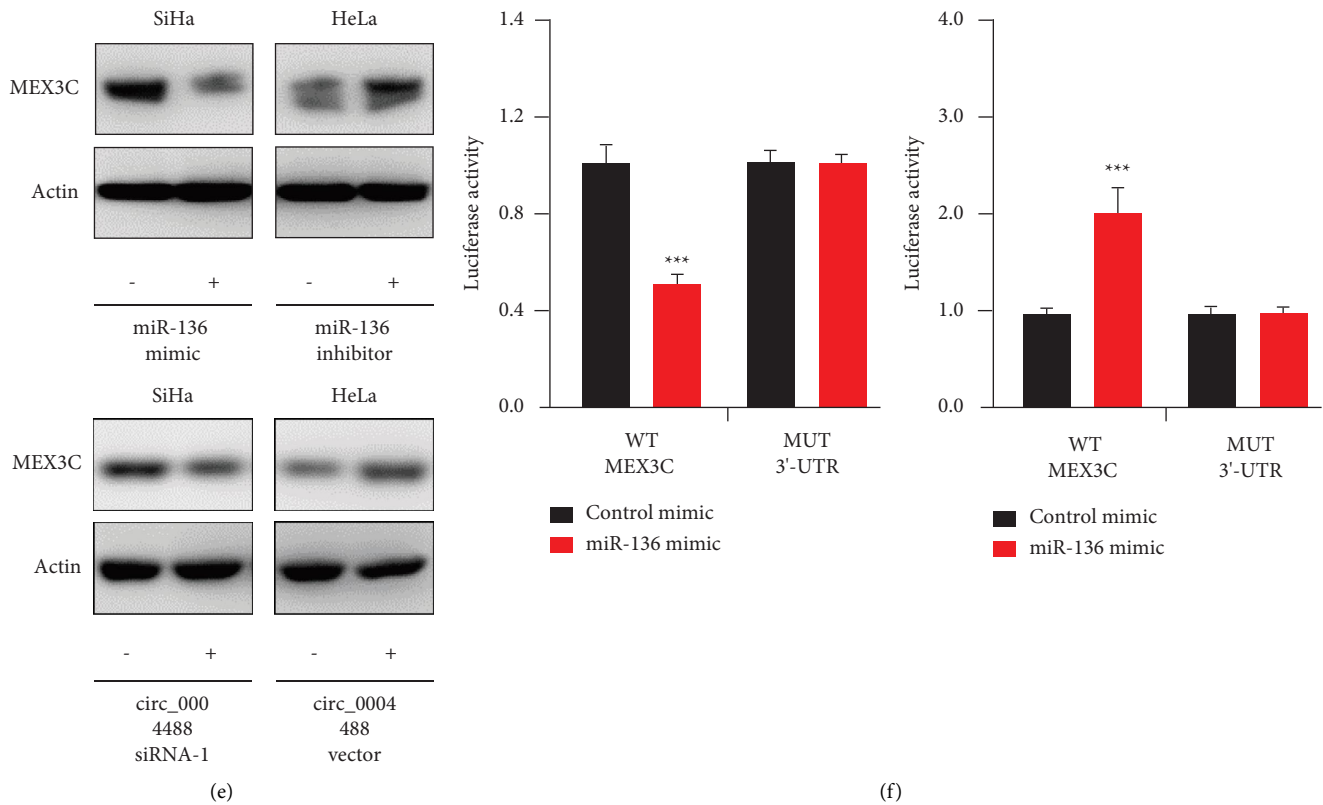 SiHa
HeLa
MEX3C
Actin
- + - +
miR-136
mimic
miR-136
inhibitor
SiHa
HeLa
MEX3C
Actin
- + - +
circ_000
4488
siRNA-1
circ_0004
488
vector
(e)
Luciferase activity
1.4
1.2
0.8
0.4
0.0
***
WT
MEX3C
MUT
3'-UTR
Control mimic
miR-136 mimic
Luciferase activity
4.0
3.0
2.0
1.0
0.0
***
WT
MEX3C
MUT
3'-UTR
Control mimic
miR-136 mimic
(f)